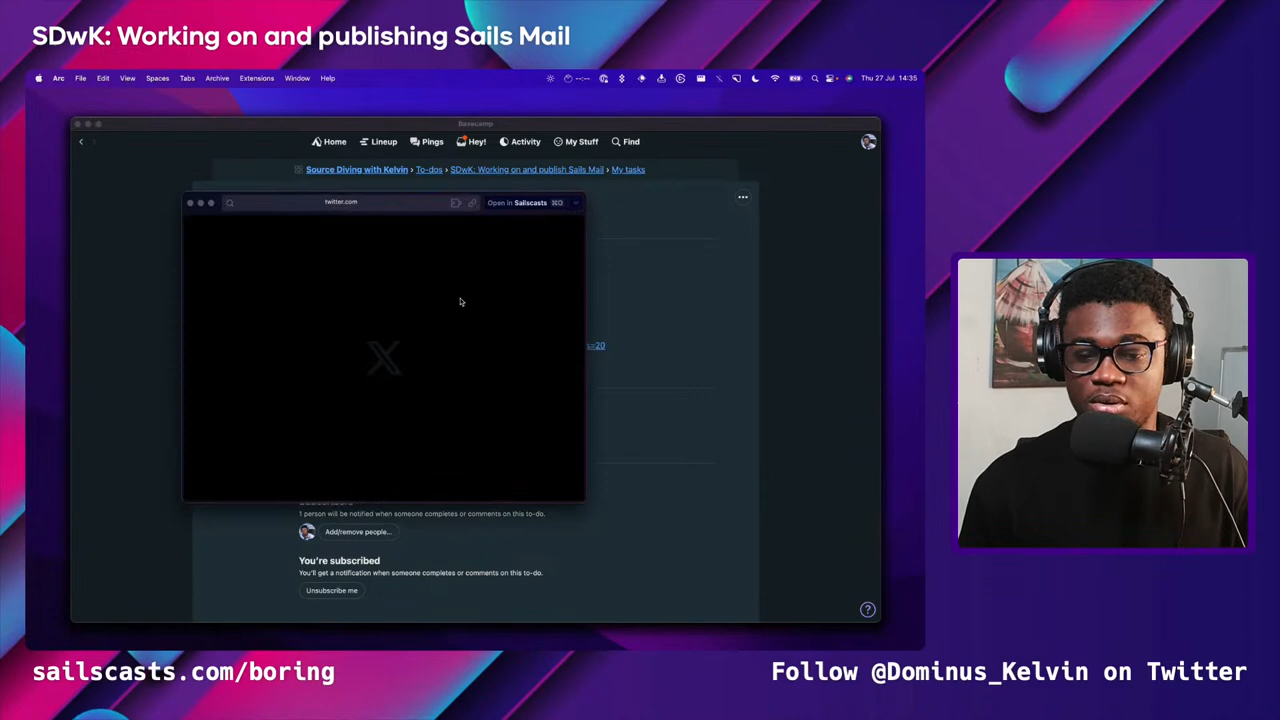 SDwK: Working on and publishing Sails Mail
Arc File Edit View Spaces Tabs Archive Extensions Window Help
Thu 27 Jul 14:35
Basecamp
Home Lineup Pings Hey! Activity My Stuff Find
Source Diving with Kelvin › To-dos › SDwK: Working on and publish Sails Mail › My tasks
twitter.com
Open in Sailscasts ⌘O
s=20
1 person will be notified when someone completes or comments on this to-do.
Add/remove people...
You're subscribed
You'll get a notification when someone completes or comments on this to-do.
Unsubscribe me
?
sailscasts.com/boring
Follow @Dominus_Kelvin on Twitter